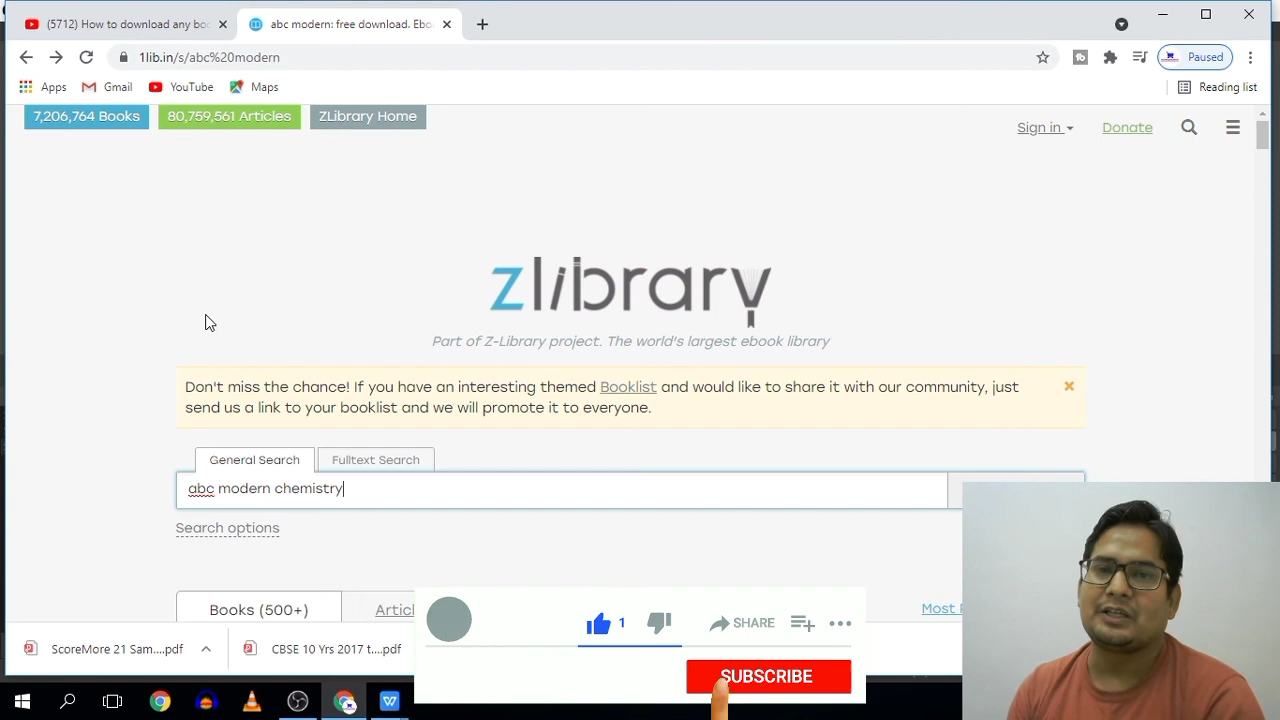 (5712) How to download any boo
abc modern: free download. Ebo
1lib.in/s/abc%20modern
Paused
Apps
Gmail
YouTube
Maps
Reading list
7,206,764 Books
80,759,561 Articles
ZLibrary Home
Sign in
Donate
zlibrary
Part of Z-Library project. The world's largest ebook library
Don't miss the chance! If you have an interesting themed Booklist and would like to share it with our community, just
send us a link to your booklist and we will promote it to everyone.
General Search
Fulltext Search
abc modern chemistry
Search options
Books (500+)
Articl
Most P
1
SHARE
ScoreMore 21 Sam....pdf
CBSE 10 Yrs 2017 t....pdf
SUBSCRIBE